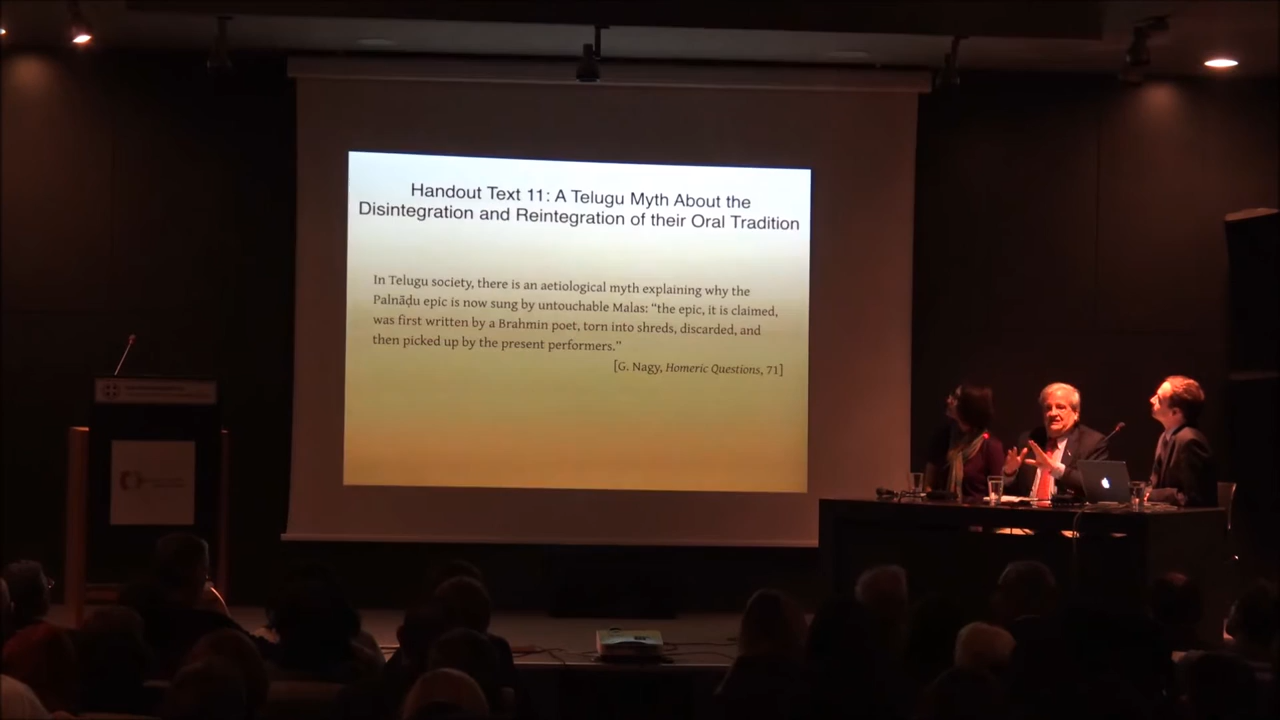 Handout Text 11: A Telugu Myth About the
Disintegration and Reintegration of their Oral Tradition
In Telugu society, there is an aetiological myth explaining why the
Palnāḍu epic is now sung by untouchable Malas: “the epic, it is claimed,
was first written by a Brahmin poet, torn into shreds, discarded, and
then picked up by the present performers.”
[G. Nagy, Homeric Questions, 71]